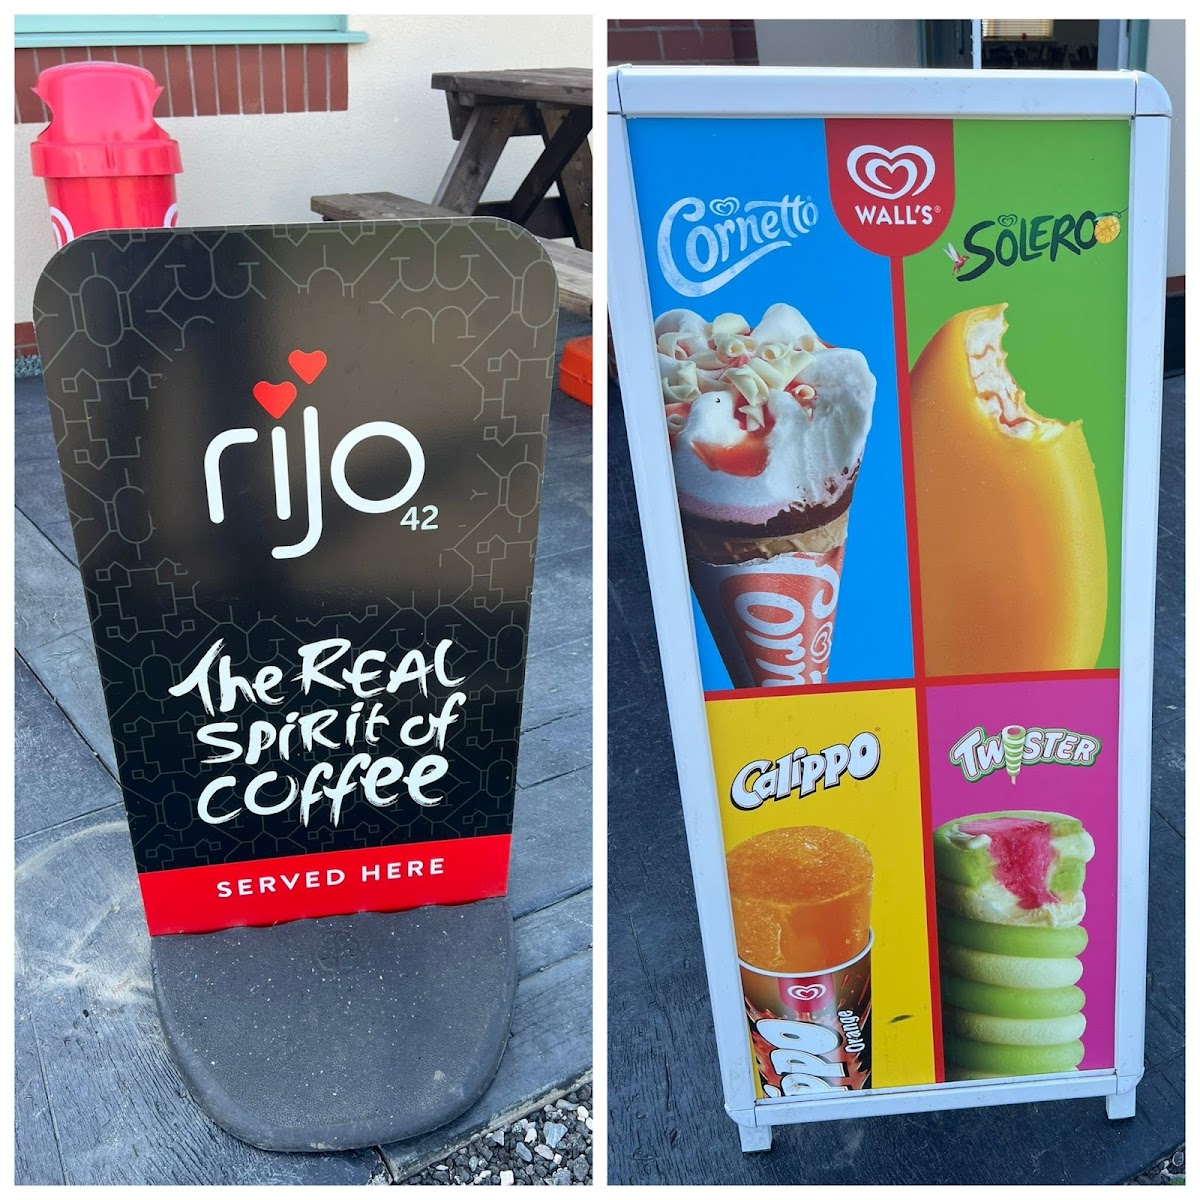 rijo
42
The REAL
SPiRit of
coffee
SERVED HERE
WALL'S®
Cornetto
SOLERO
Calippo
TWISTER
Orange